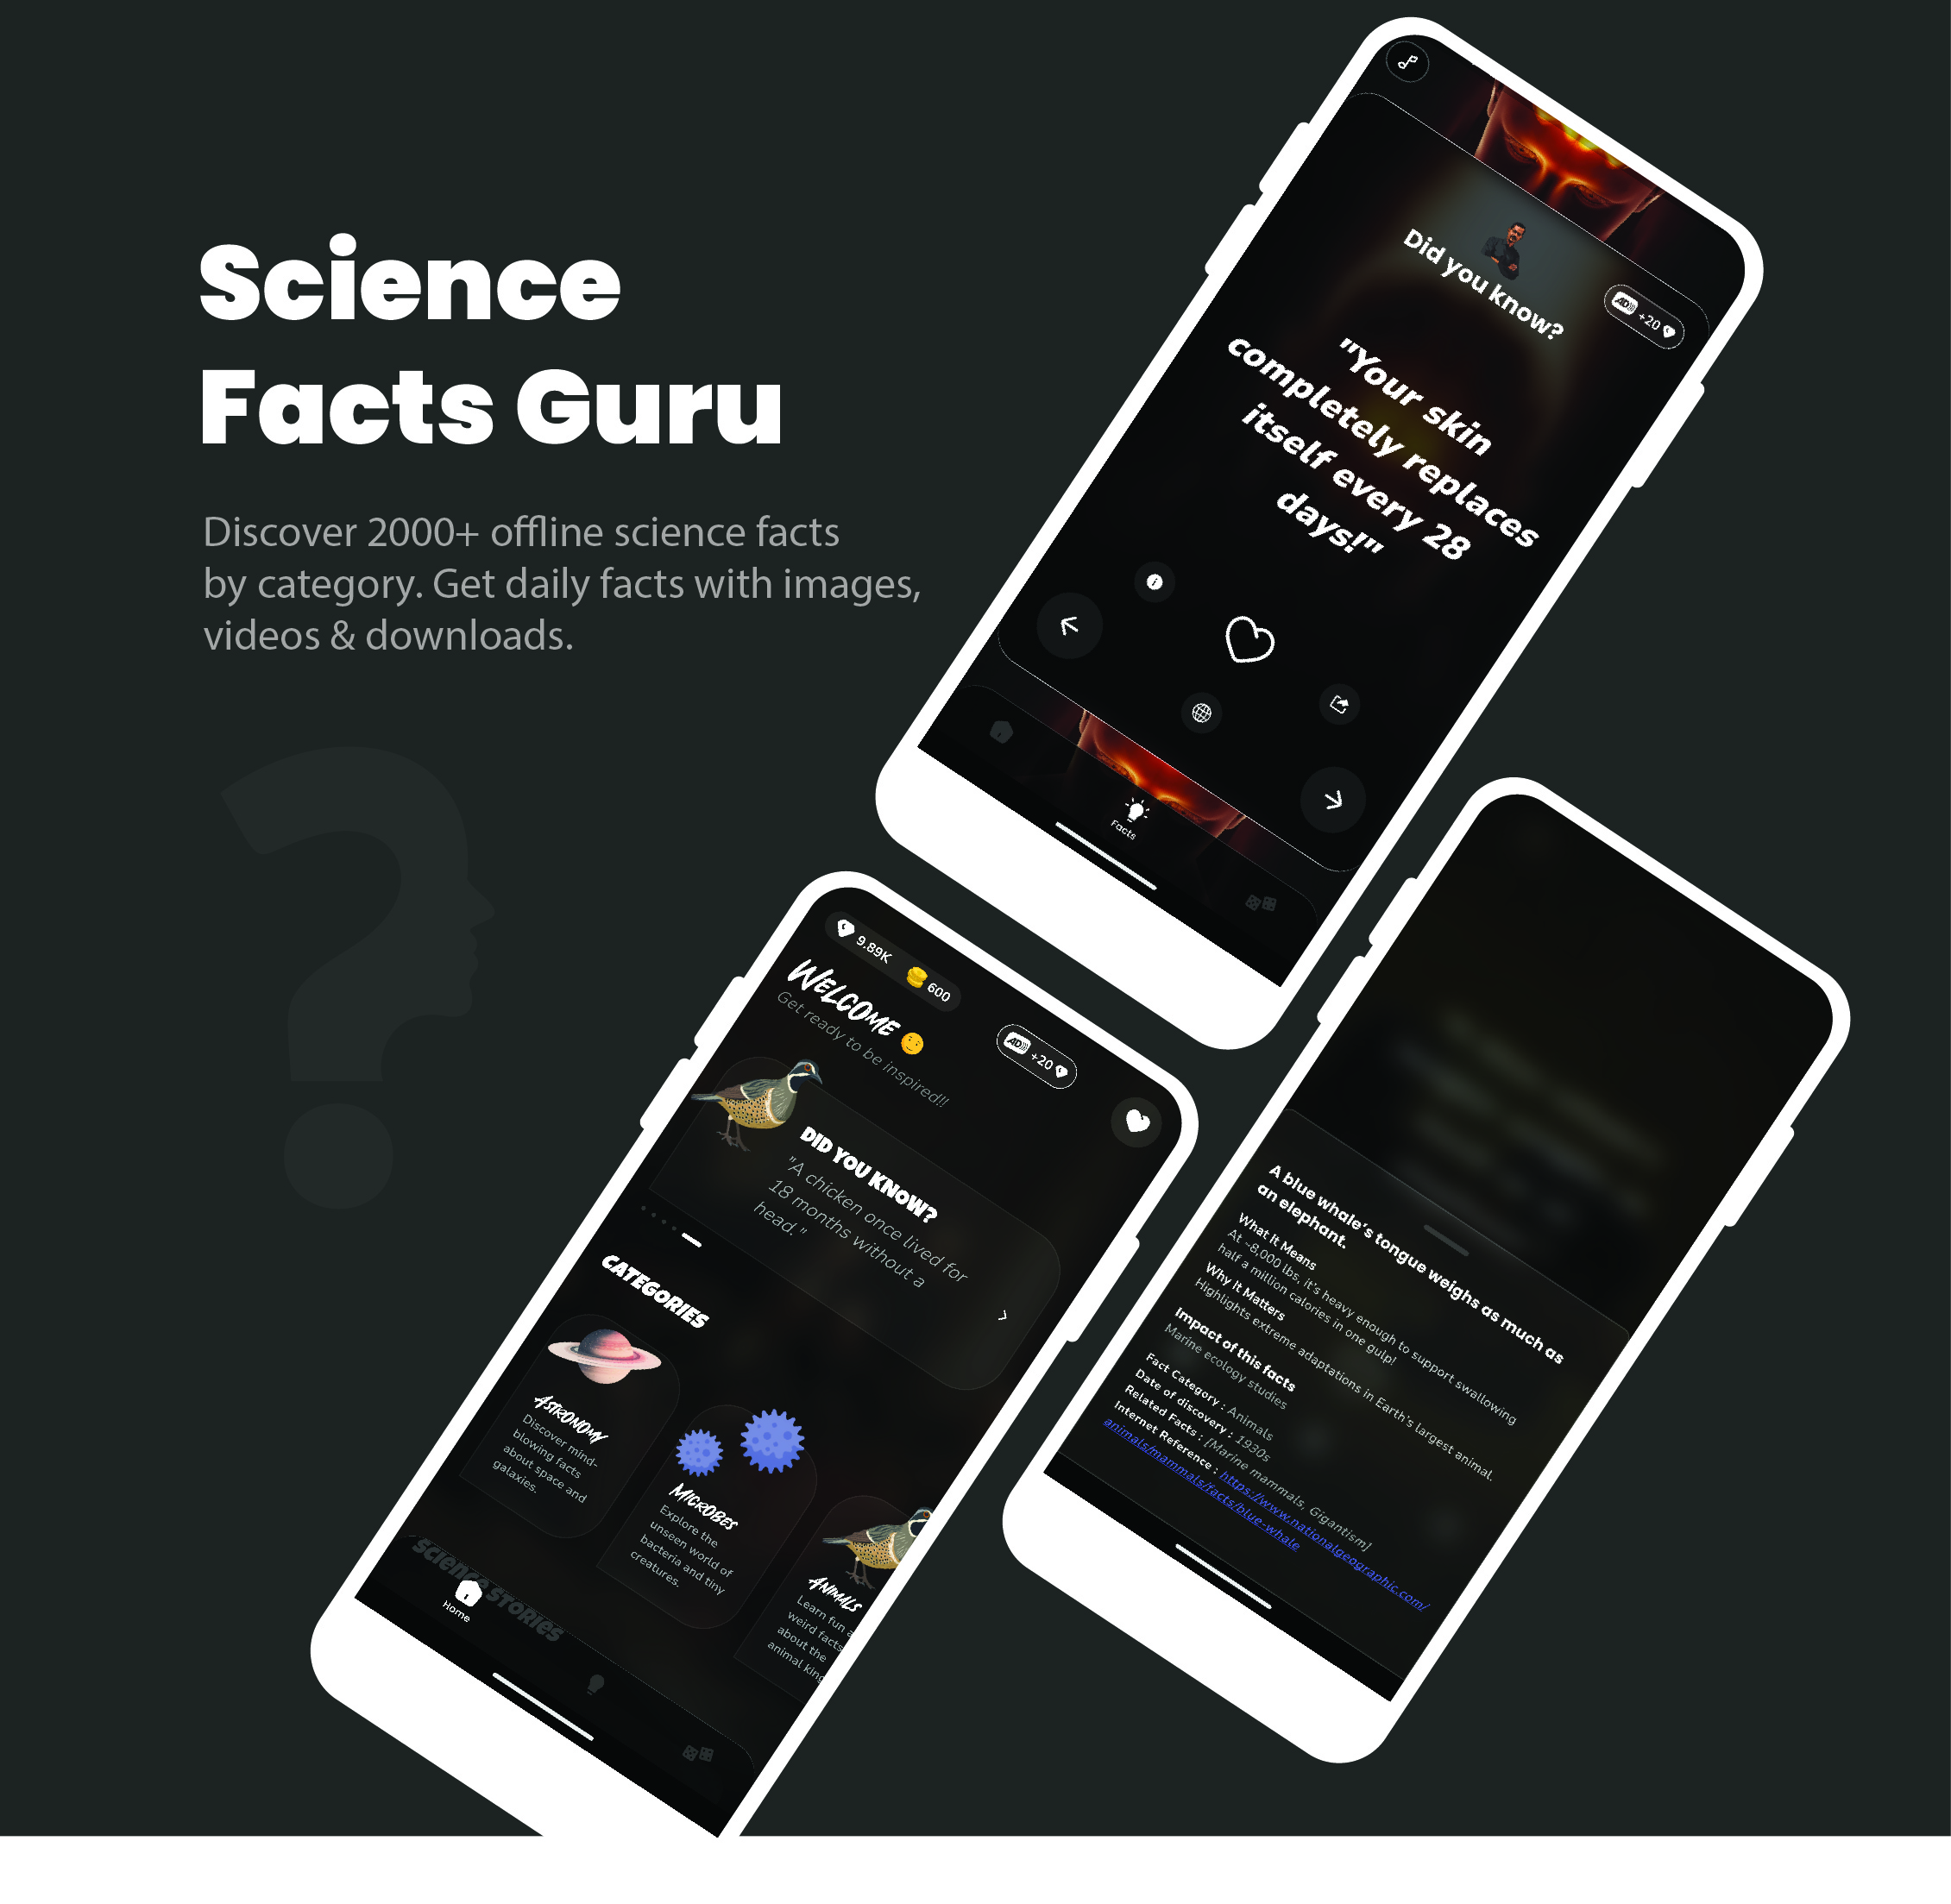 Science
Facts Guru
Discover 2000+ offline science facts
by category. Get daily facts with images,
videos & downloads.
Did you know?
AD +20
"Your skin
completely replaces
itself every 28
days!"
Facts
9.89K 600
WELCOME
Get ready to be inspired!!
AD +20
DID YOU KNOW?
"A chicken once lived for
18 months without a
head."
CATEGORIES
ASTRONOMY
Discover mind-
blowing facts
about space and
galaxies.
MICROBES
Explore the
unseen world of
bacteria and tiny
creatures.
ANIMALS
Learn fun a
weird facts
about the
animal king
SCIENCE STORIES
Home
A blue whale's tongue weighs as much as
an elephant.
What It Means
At ~8,000 lbs, it's heavy enough to support swallowing
half a million calories in one gulp!
Why It Matters
Highlights extreme adaptations in Earth's largest animal.
Impact of this facts
Marine ecology studies
Fact Category : Animals
Date of discovery : 1930s
Related Facts : [Marine mammals, Gigantism]
Internet Reference : https://www.nationalgeographic.com/
animals/mammals/facts/blue-whale